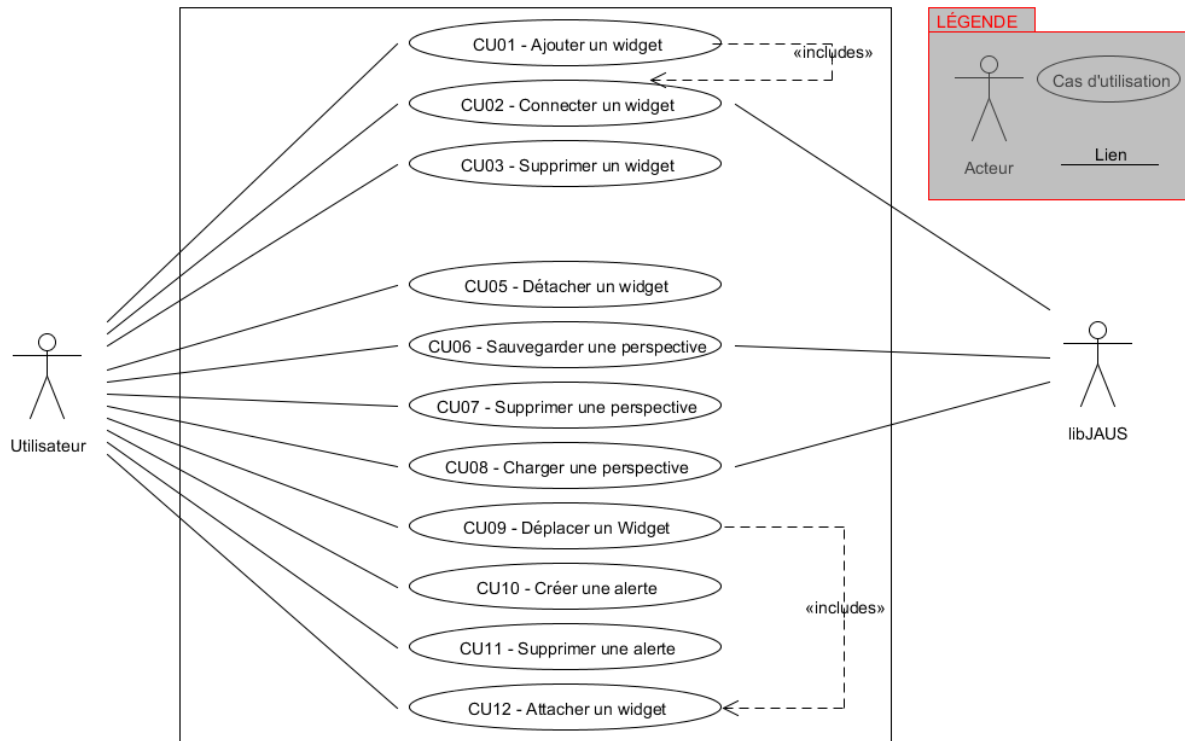 LÉGENDE
Cas d'utilisation
Lien
Acteur
CU01 - Ajouter un widget
«includes»
CU02 - Connecter un widget
CU03 - Supprimer un widget
CU05 - Détacher un widget
CU06 - Sauvegarder une perspective
CU07 - Supprimer une perspective
CU08 - Charger une perspective
CU09 - Déplacer un Widget
CU10 - Créer une alerte
«includes»
CU11 - Supprimer une alerte
CU12 - Attacher un widget
Utilisateur
libJAUS